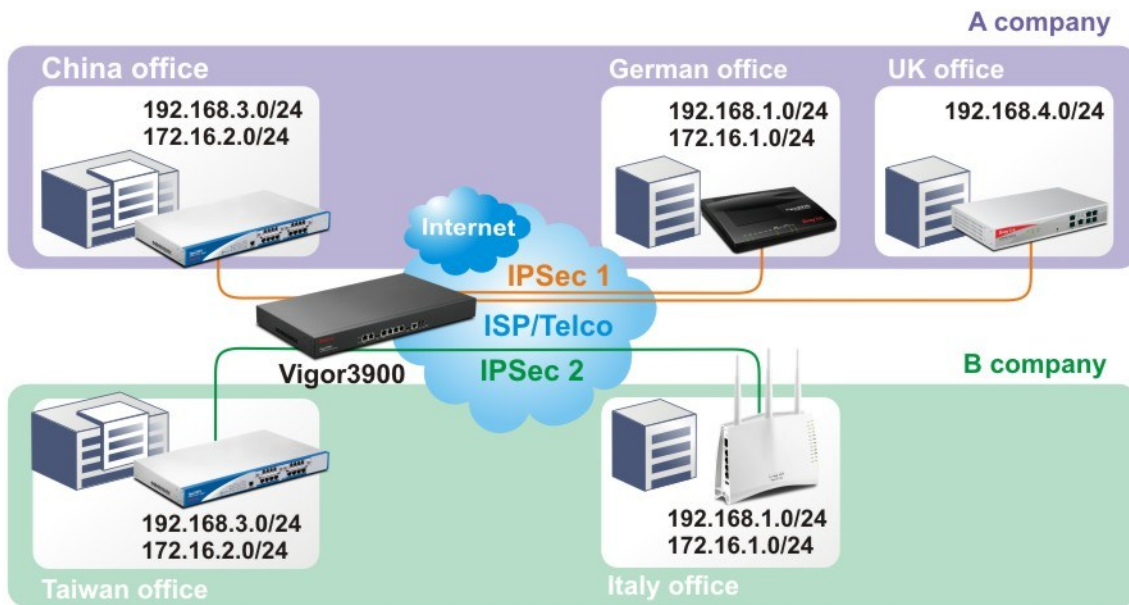 A company
China office
192.168.3.0/24
172.16.2.0/24
German office
192.168.1.0/24
172.16.1.0/24
UK office
192.168.4.0/24
Internet
IPSec 1
ISP/Telco
IPSec 2
Vigor3900
B company
192.168.3.0/24
172.16.2.0/24
Taiwan office
192.168.1.0/24
172.16.1.0/24
Italy office